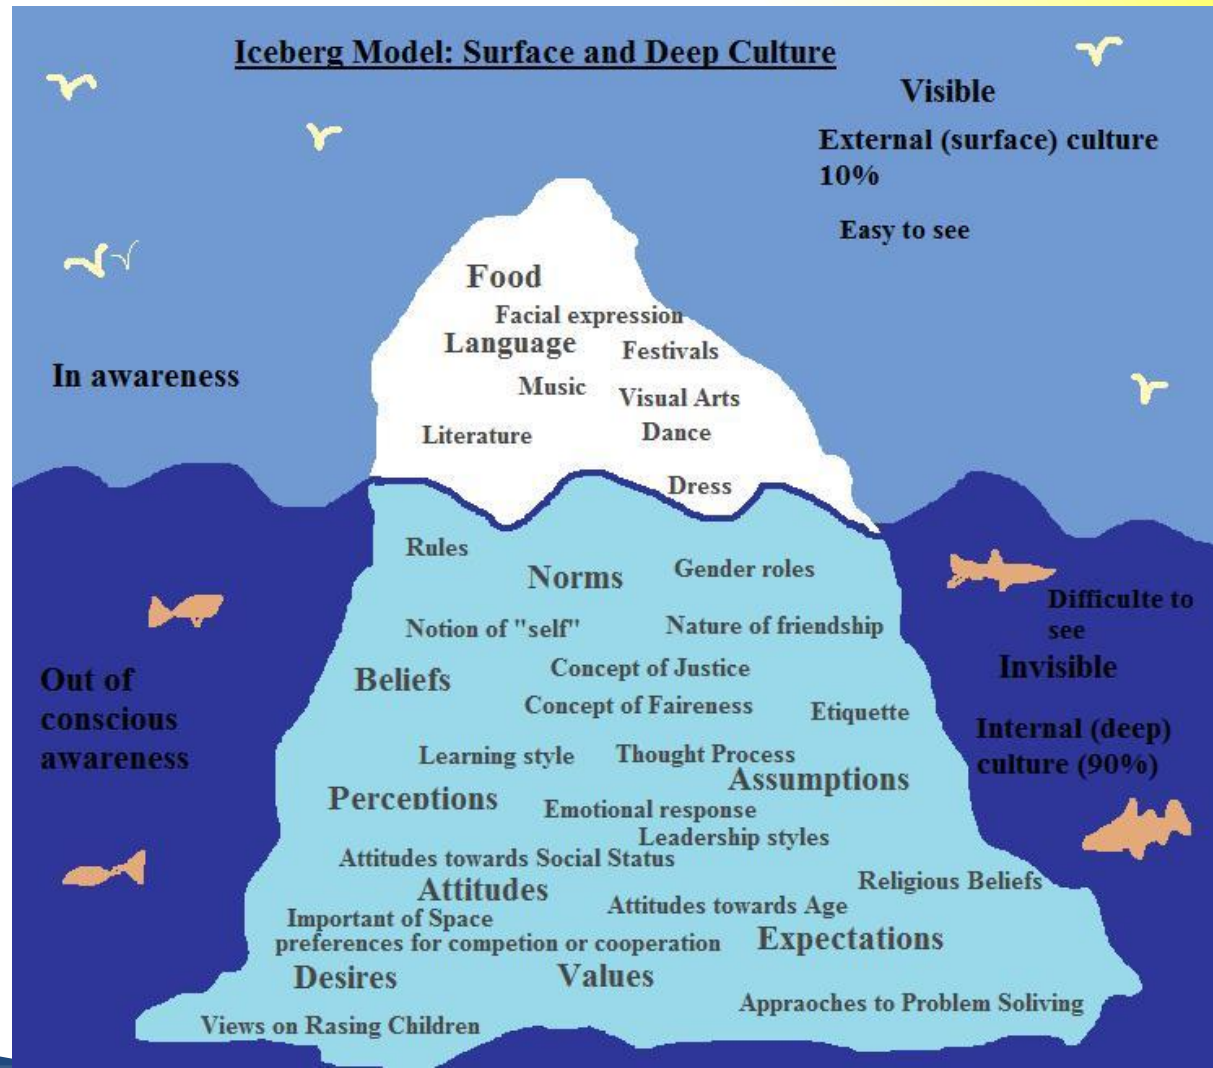 Iceberg Model: Surface and Deep Culture
Visible
External (surface) culture
10%
Easy to see
In awareness
Food
Facial expression
Language
Festivals
Music
Visual Arts
Literature
Dance
Dress
Rules
Norms
Gender roles
Difficulte to
see
Invisible
Internal (deep)
culture (90%)
Out of
conscious
awareness
Notion of "self"
Nature of friendship
Beliefs
Concept of Justice
Concept of Faireness
Etiquette
Learning style
Thought Process
Assumptions
Perceptions
Emotional response
Leadership styles
Attitudes towards Social Status
Attitudes
Religious Beliefs
Attitudes towards Age
Important of Space
preferences for competion or cooperation
Expectations
Desires
Values
Appraoches to Problem Soliving
Views on Rasing Children